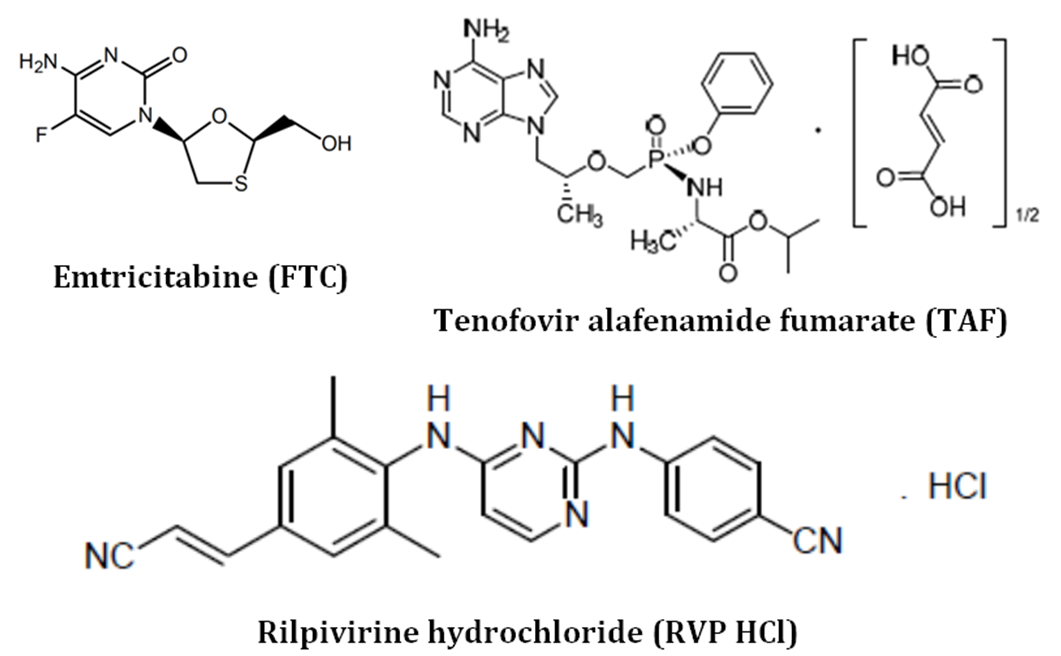 H₂N
N
O
F
N
O
OH
S
Emtricitabine (FTC)
NH₂
N
N
N
N
O
O
P
O
NH
CH₃
H₃C
O
O
.
HO
O
O
OH
1/2
Tenofovir alafenamide fumarate (TAF)
H
N
N
H
N
N
NC
CN
. HCl
Rilpivirine hydrochloride (RVP HCl)